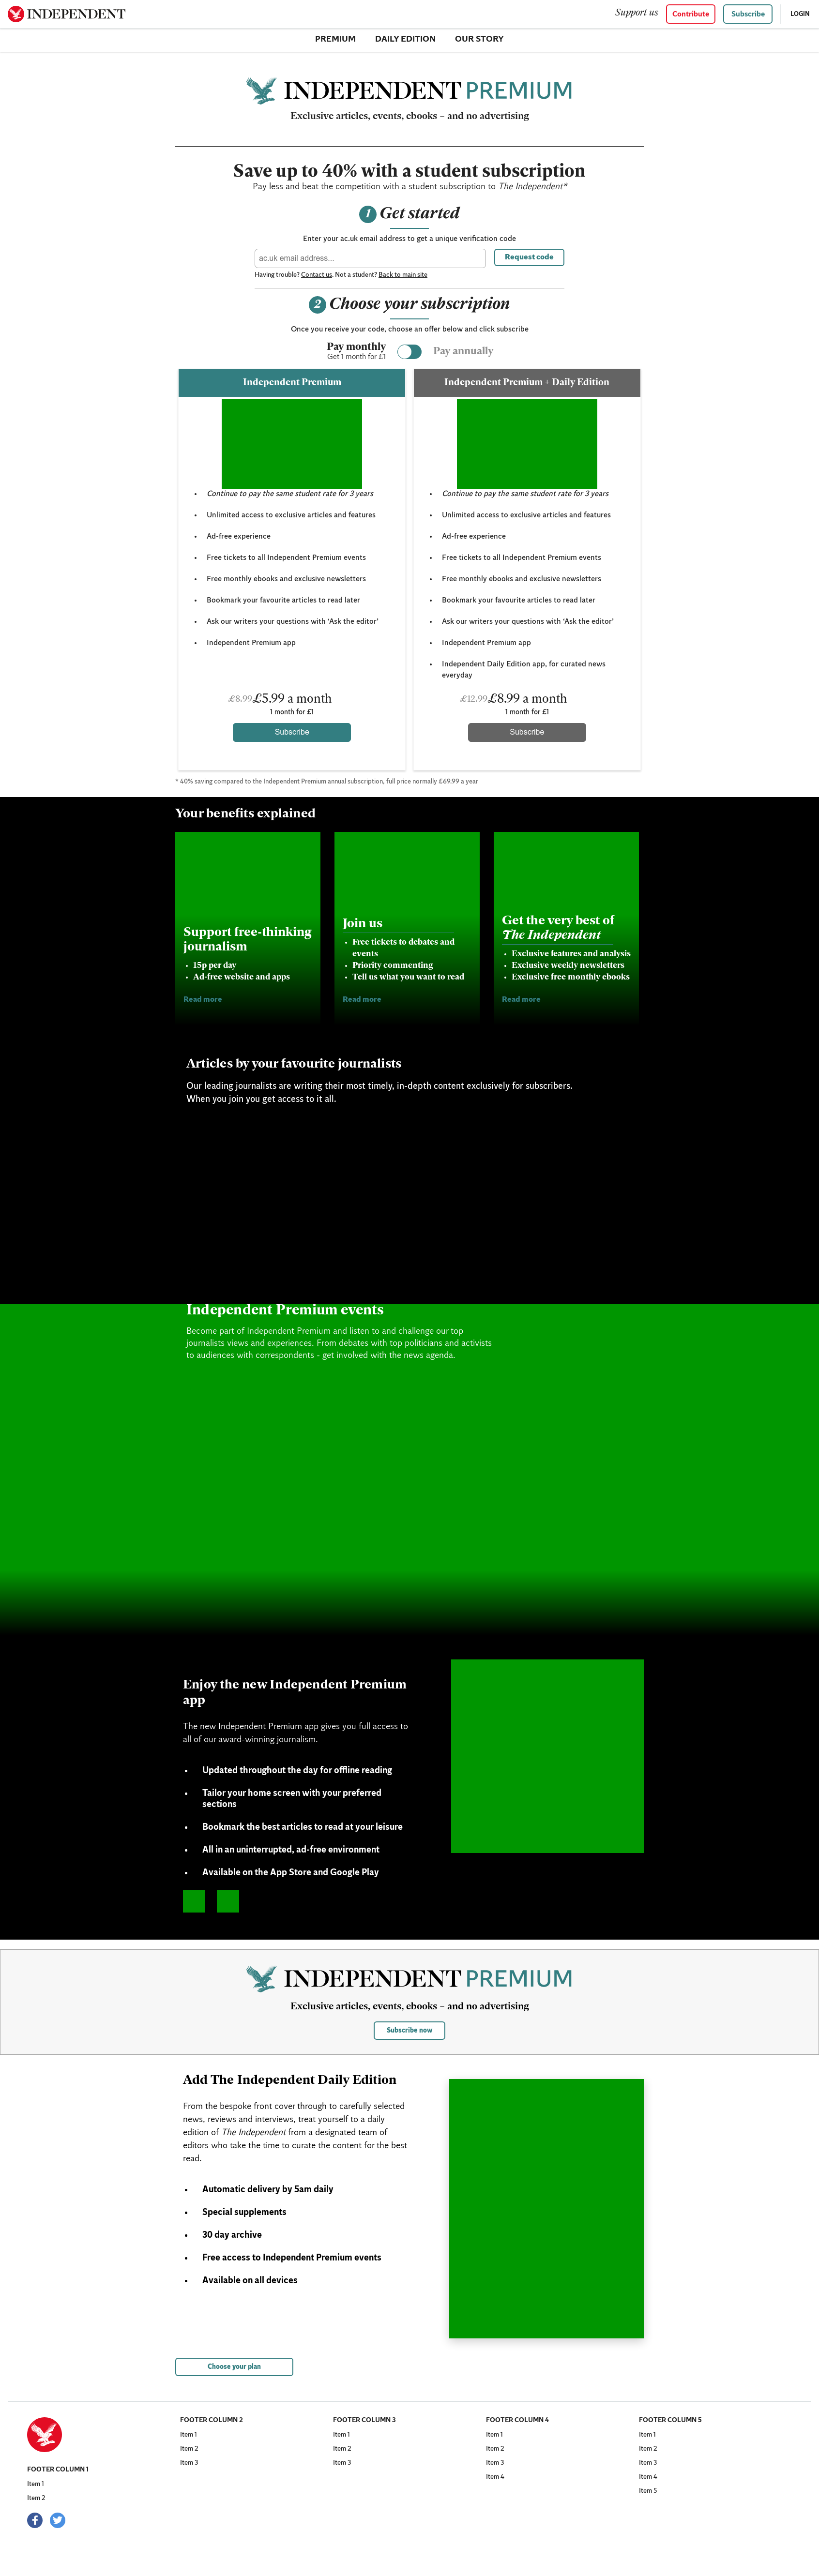 INDEPENDENT
Support us
Contribute
Subscribe
LOGIN
PREMIUM
DAILY EDITION
OUR STORY
INDEPENDENT PREMIUM
Exclusive articles, events, ebooks – and no advertising
Save up to 40% with a student subscription
Pay less and beat the competition with a student subscription to The Independent*
1 Get started
Enter your ac.uk email address to get a unique verification code
ac.uk email address...
Request code
Having trouble? Contact us. Not a student? Back to main site
2 Choose your subscription
Once you receive your code, choose an offer below and click subscribe
Pay monthly
Get 1 month for £1
Pay annually
Independent Premium
• Continue to pay the same student rate for 3 years
• Unlimited access to exclusive articles and features
• Ad-free experience
• Free tickets to all Independent Premium events
• Free monthly ebooks and exclusive newsletters
• Bookmark your favourite articles to read later
• Ask our writers your questions with 'Ask the editor'
• Independent Premium app
£8.99 £5.99 a month
1 month for £1
Subscribe
Independent Premium + Daily Edition
• Continue to pay the same student rate for 3 years
• Unlimited access to exclusive articles and features
• Ad-free experience
• Free tickets to all Independent Premium events
• Free monthly ebooks and exclusive newsletters
• Bookmark your favourite articles to read later
• Ask our writers your questions with 'Ask the editor'
• Independent Premium app
• Independent Daily Edition app, for curated news
everyday
£12.99 £8.99 a month
1 month for £1
Subscribe
* 40% saving compared to the Independent Premium annual subscription, full price normally £69.99 a year
Your benefits explained
Support free-thinking
journalism
• 15p per day
• Ad-free website and apps
Read more
Join us
• Free tickets to debates and
events
• Priority commenting
• Tell us what you want to read
Read more
Get the very best of
The Independent
• Exclusive features and analysis
• Exclusive weekly newsletters
• Exclusive free monthly ebooks
Read more
Articles by your favourite journalists
Our leading journalists are writing their most timely, in-depth content exclusively for subscribers.
When you join you get access to it all.
Independent Premium events
Become part of Independent Premium and listen to and challenge our top
journalists views and experiences. From debates with top politicians and activists
to audiences with correspondents - get involved with the news agenda.
Enjoy the new Independent Premium
app
The new Independent Premium app gives you full access to
all of our award-winning journalism.
• Updated throughout the day for offline reading
• Tailor your home screen with your preferred
sections
• Bookmark the best articles to read at your leisure
• All in an uninterrupted, ad-free environment
• Available on the App Store and Google Play
INDEPENDENT PREMIUM
Exclusive articles, events, ebooks – and no advertising
Subscribe now
Add The Independent Daily Edition
From the bespoke front cover through to carefully selected
news, reviews and interviews, treat yourself to a daily
edition of The Independent from a designated team of
editors who take the time to curate the content for the best
read.
• Automatic delivery by 5am daily
• Special supplements
• 30 day archive
• Free access to Independent Premium events
• Available on all devices
Choose your plan
FOOTER COLUMN 1
Item 1
Item 2
FOOTER COLUMN 2
Item 1
Item 2
Item 3
FOOTER COLUMN 3
Item 1
Item 2
Item 3
FOOTER COLUMN 4
Item 1
Item 2
Item 3
Item 4
FOOTER COLUMN 5
Item 1
Item 2
Item 3
Item 4
Item 5